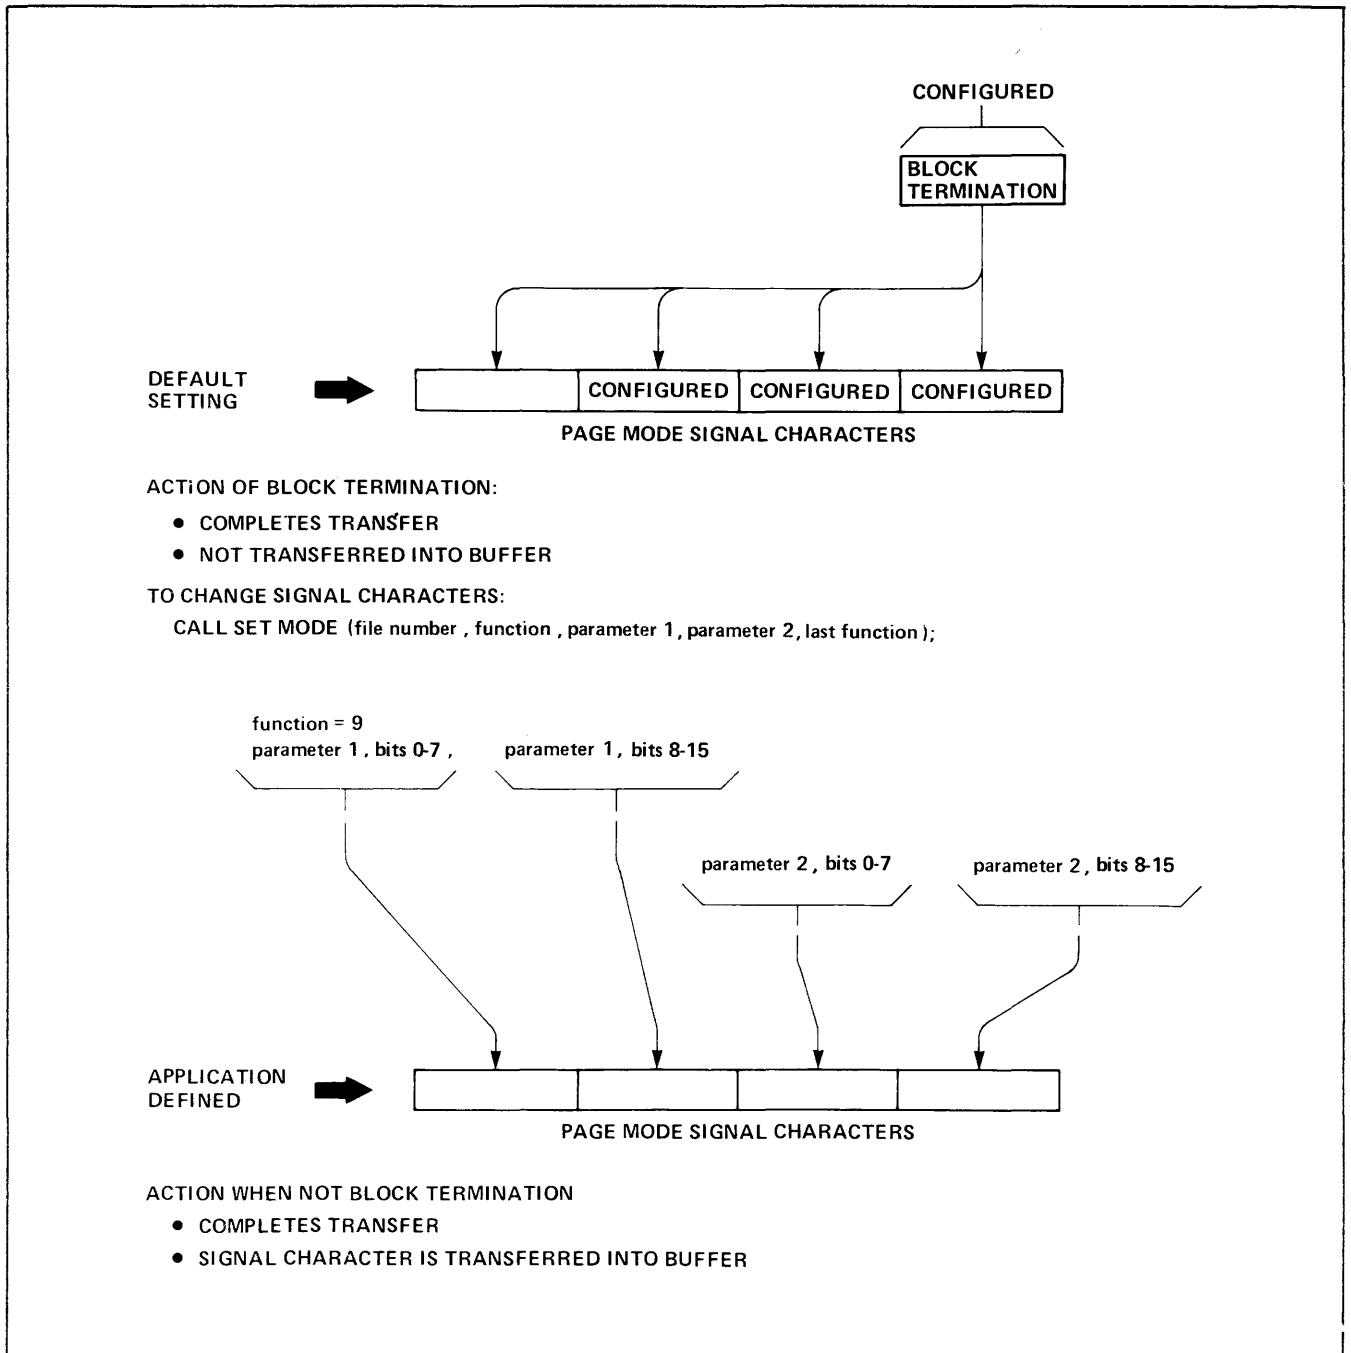 CONFIGURED
BLOCK
TERMINATION
DEFAULT
SETTING
CONFIGURED CONFIGURED CONFIGURED
PAGE MODE SIGNAL CHARACTERS
ACTION OF BLOCK TERMINATION:
• COMPLETES TRANSFER
• NOT TRANSFERRED INTO BUFFER
TO CHANGE SIGNAL CHARACTERS:
CALL SET MODE (file number , function , parameter 1, parameter 2, last function );
function = 9
parameter 1 , bits 0-7 ,
parameter 1 , bits 8-15
parameter 2 , bits 0-7
parameter 2 , bits 8-15
APPLICATION
DEFINED
PAGE MODE SIGNAL CHARACTERS
ACTION WHEN NOT BLOCK TERMINATION
• COMPLETES TRANSFER
• SIGNAL CHARACTER IS TRANSFERRED INTO BUFFER